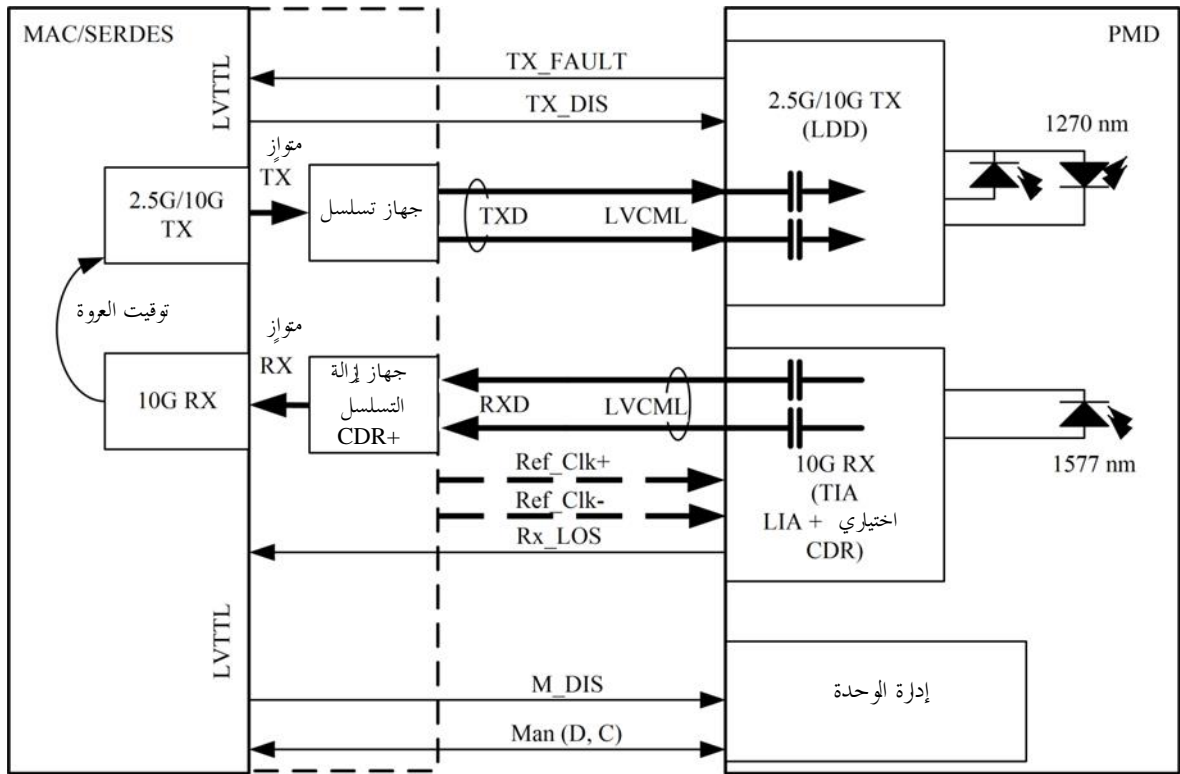 MAC/SERDES
PMD
LVTTL
TX_FAULT
TX_DIS
2.5G/10G TX
(LDD)
1270 nm
متوازٍ
TX
2.5G/10G
TX
جهاز تسلسل
TXD
LVCML
توقيت العروة
متوازٍ
RX
10G RX
جهاز إزالة
التسلسل
CDR+
RXD
LVCML
10G RX
(TIA
LIA + اختياري
CDR)
1577 nm
Ref_Clk+
Ref_Clk-
Rx_LOS
LVTTL
M_DIS
إدارة الوحدة
Man (D, C)